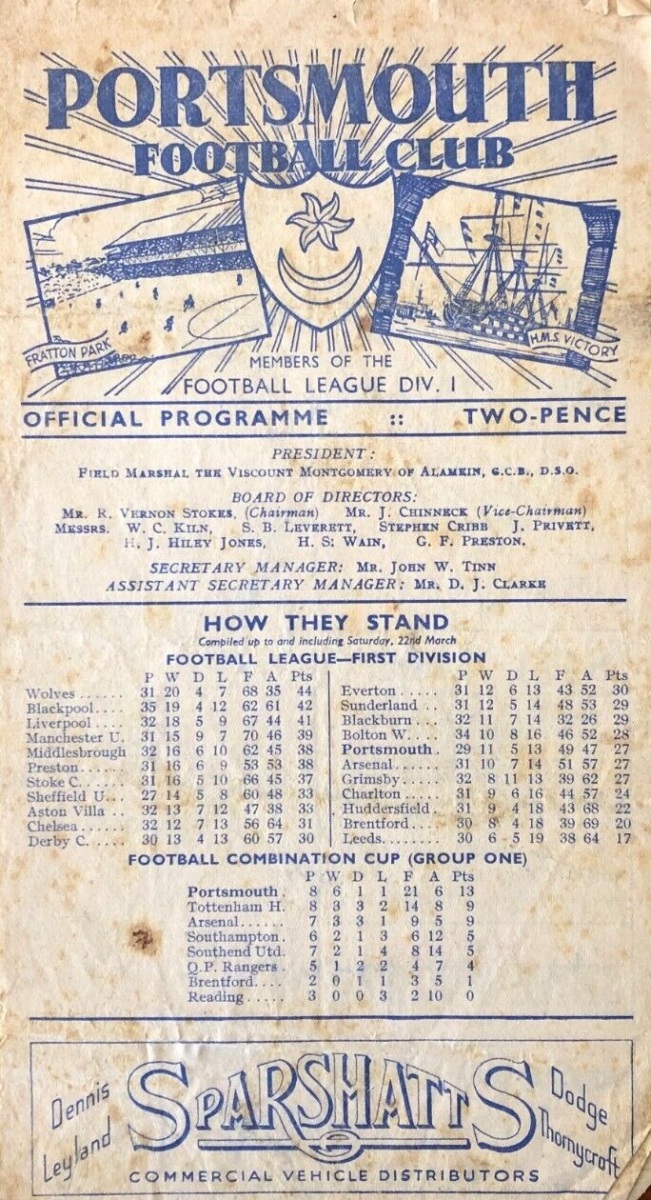 PORTSMOUTH
FOOTBALL CLUB
FRATTON PARK
H.M.S. VICTORY
MEMBERS OF THE
FOOTBALL LEAGUE DIV. I
OFFICIAL PROGRAMME :: TWO-PENCE
PRESIDENT:
FIELD MARSHAL THE VISCOUNT MONTGOMERY OF ALAMEIN, G.C.B., D.S.O.
BOARD OF DIRECTORS:
MR. R. VERNON STOKES, (Chairman) MR. J. CHINNECK (Vice-Chairman)
MESSRS. W. C. KILN, S. B. LEVERETT, STEPHEN CRIBB J. PRIVETT,
H. J. HILEY JONES, H. S. WAIN, G. F. PRESTON.
SECRETARY MANAGER: MR. JOHN W. TINN
ASSISTANT SECRETARY MANAGER: MR. D. J. CLARKE
HOW THEY STAND
Compiled up to and including Saturday, 22nd March
FOOTBALL LEAGUE—FIRST DIVISION
P W D L F A Pts
Wolves ...... 31 20 4 7 68 35 44
Blackpool.... 35 19 4 12 62 61 42
Liverpool .... 32 18 5 9 67 44 41
Manchester U. 31 15 9 7 70 46 39
Middlesbrough 32 16 6 10 62 45 38
Preston...... 31 16 6 9 53 53 38
Stoke C...... 31 16 5 10 66 45 37
Sheffield U... 27 14 5 8 60 48 33
Aston Villa .. 32 13 7 12 47 38 33
Chelsea ...... 32 12 7 13 56 64 31
Derby C..... 30 13 4 13 60 57 30
P W D L F A Pts
Everton ..... 31 12 6 13 43 52 30
Sunderland .. 31 12 5 14 48 53 29
Blackburn ... 32 11 7 14 32 26 29
Bolton W.... 34 10 8 16 46 52 28
Portsmouth . 29 11 5 13 49 47 27
Arsenal...... 31 10 7 14 51 57 27
Grimsby..... 32 8 11 13 39 62 27
Charlton .... 31 9 6 16 44 57 24
Huddersfield . 31 9 4 18 43 68 22
Brentford.... 30 8 4 18 39 69 20
Leeds........ 30 6 5 19 38 64 17
FOOTBALL COMBINATION CUP (GROUP ONE)
P W D L F A Pts
Portsmouth . 8 6 1 1 21 6 13
Tottenham H. 8 3 3 2 14 8 9
Arsenal...... 7 3 3 1 9 5 9
Southampton . 6 2 1 3 6 12 5
Southend Utd. 7 2 1 4 8 14 5
Q.P. Rangers . 5 1 2 2 4 7 4
Brentford.... 2 0 1 1 3 5 1
Reading ..... 3 0 0 3 2 10 0
Dennis
Leyland
SPARSHATTS
Dodge
Thornycroft
COMMERCIAL VEHICLE DISTRIBUTORS